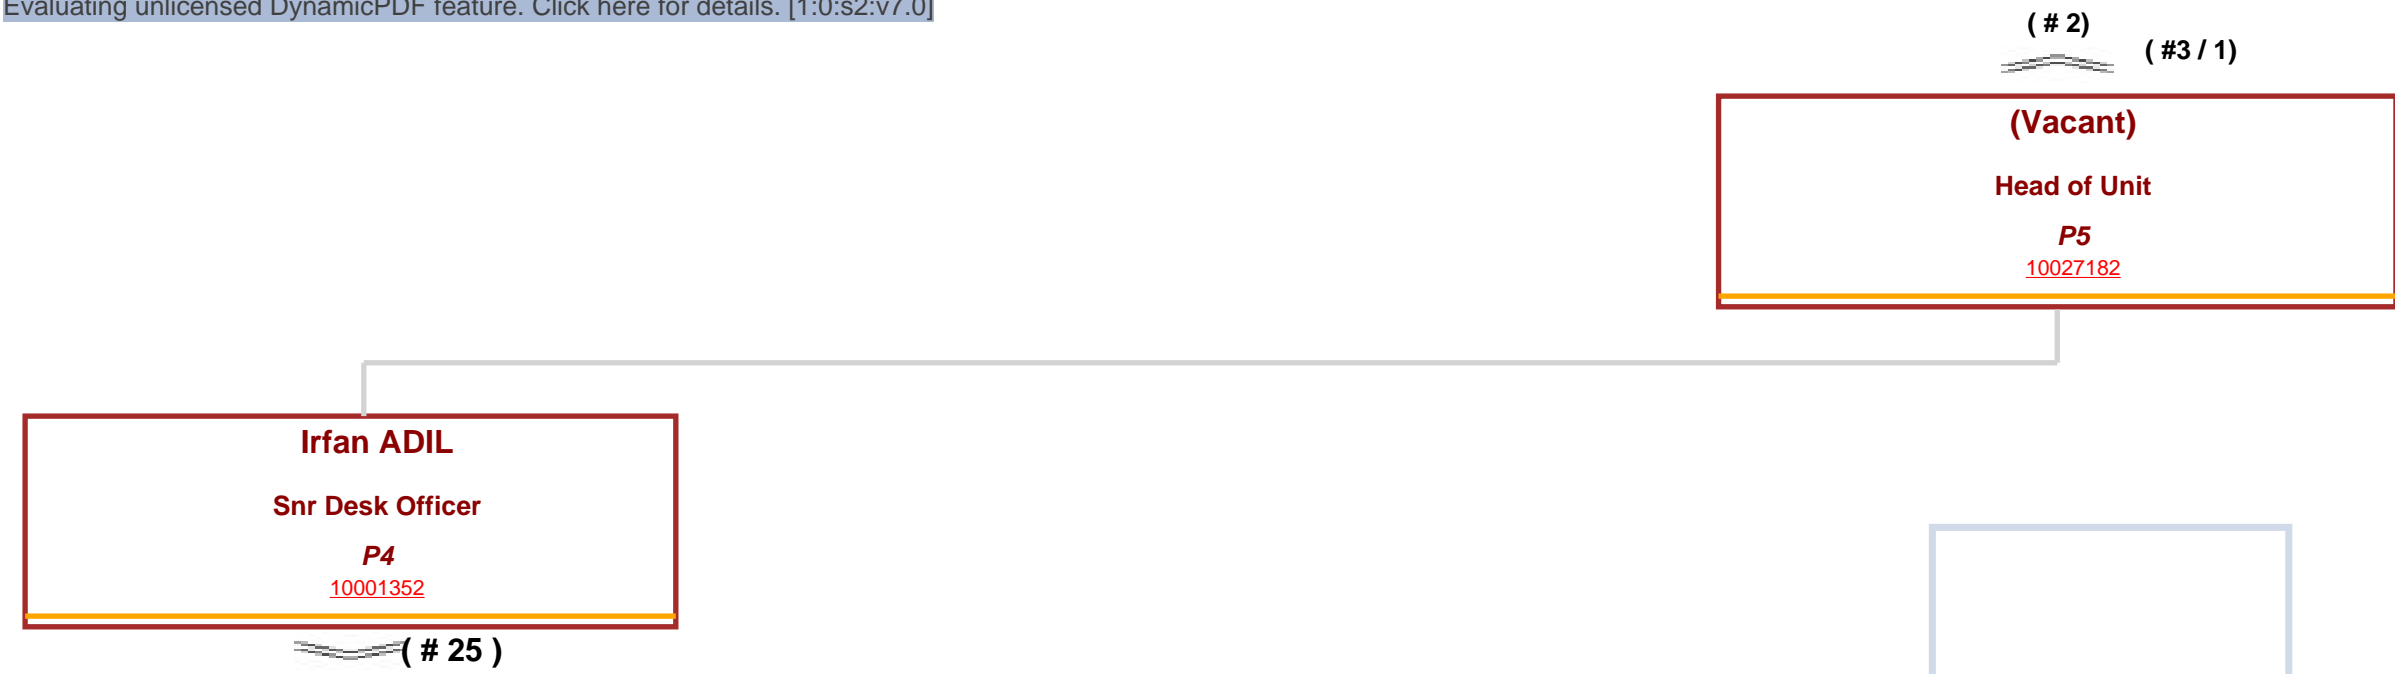 Evaluating unlicensed DynamicPDF feature. Click here for details. [1:0:s2:v7.0]
( # 2)
( #3 / 1)
(Vacant)
Head of Unit
P5
10027182
Irfan ADIL
Snr Desk Officer
P4
10001352
( # 25 )